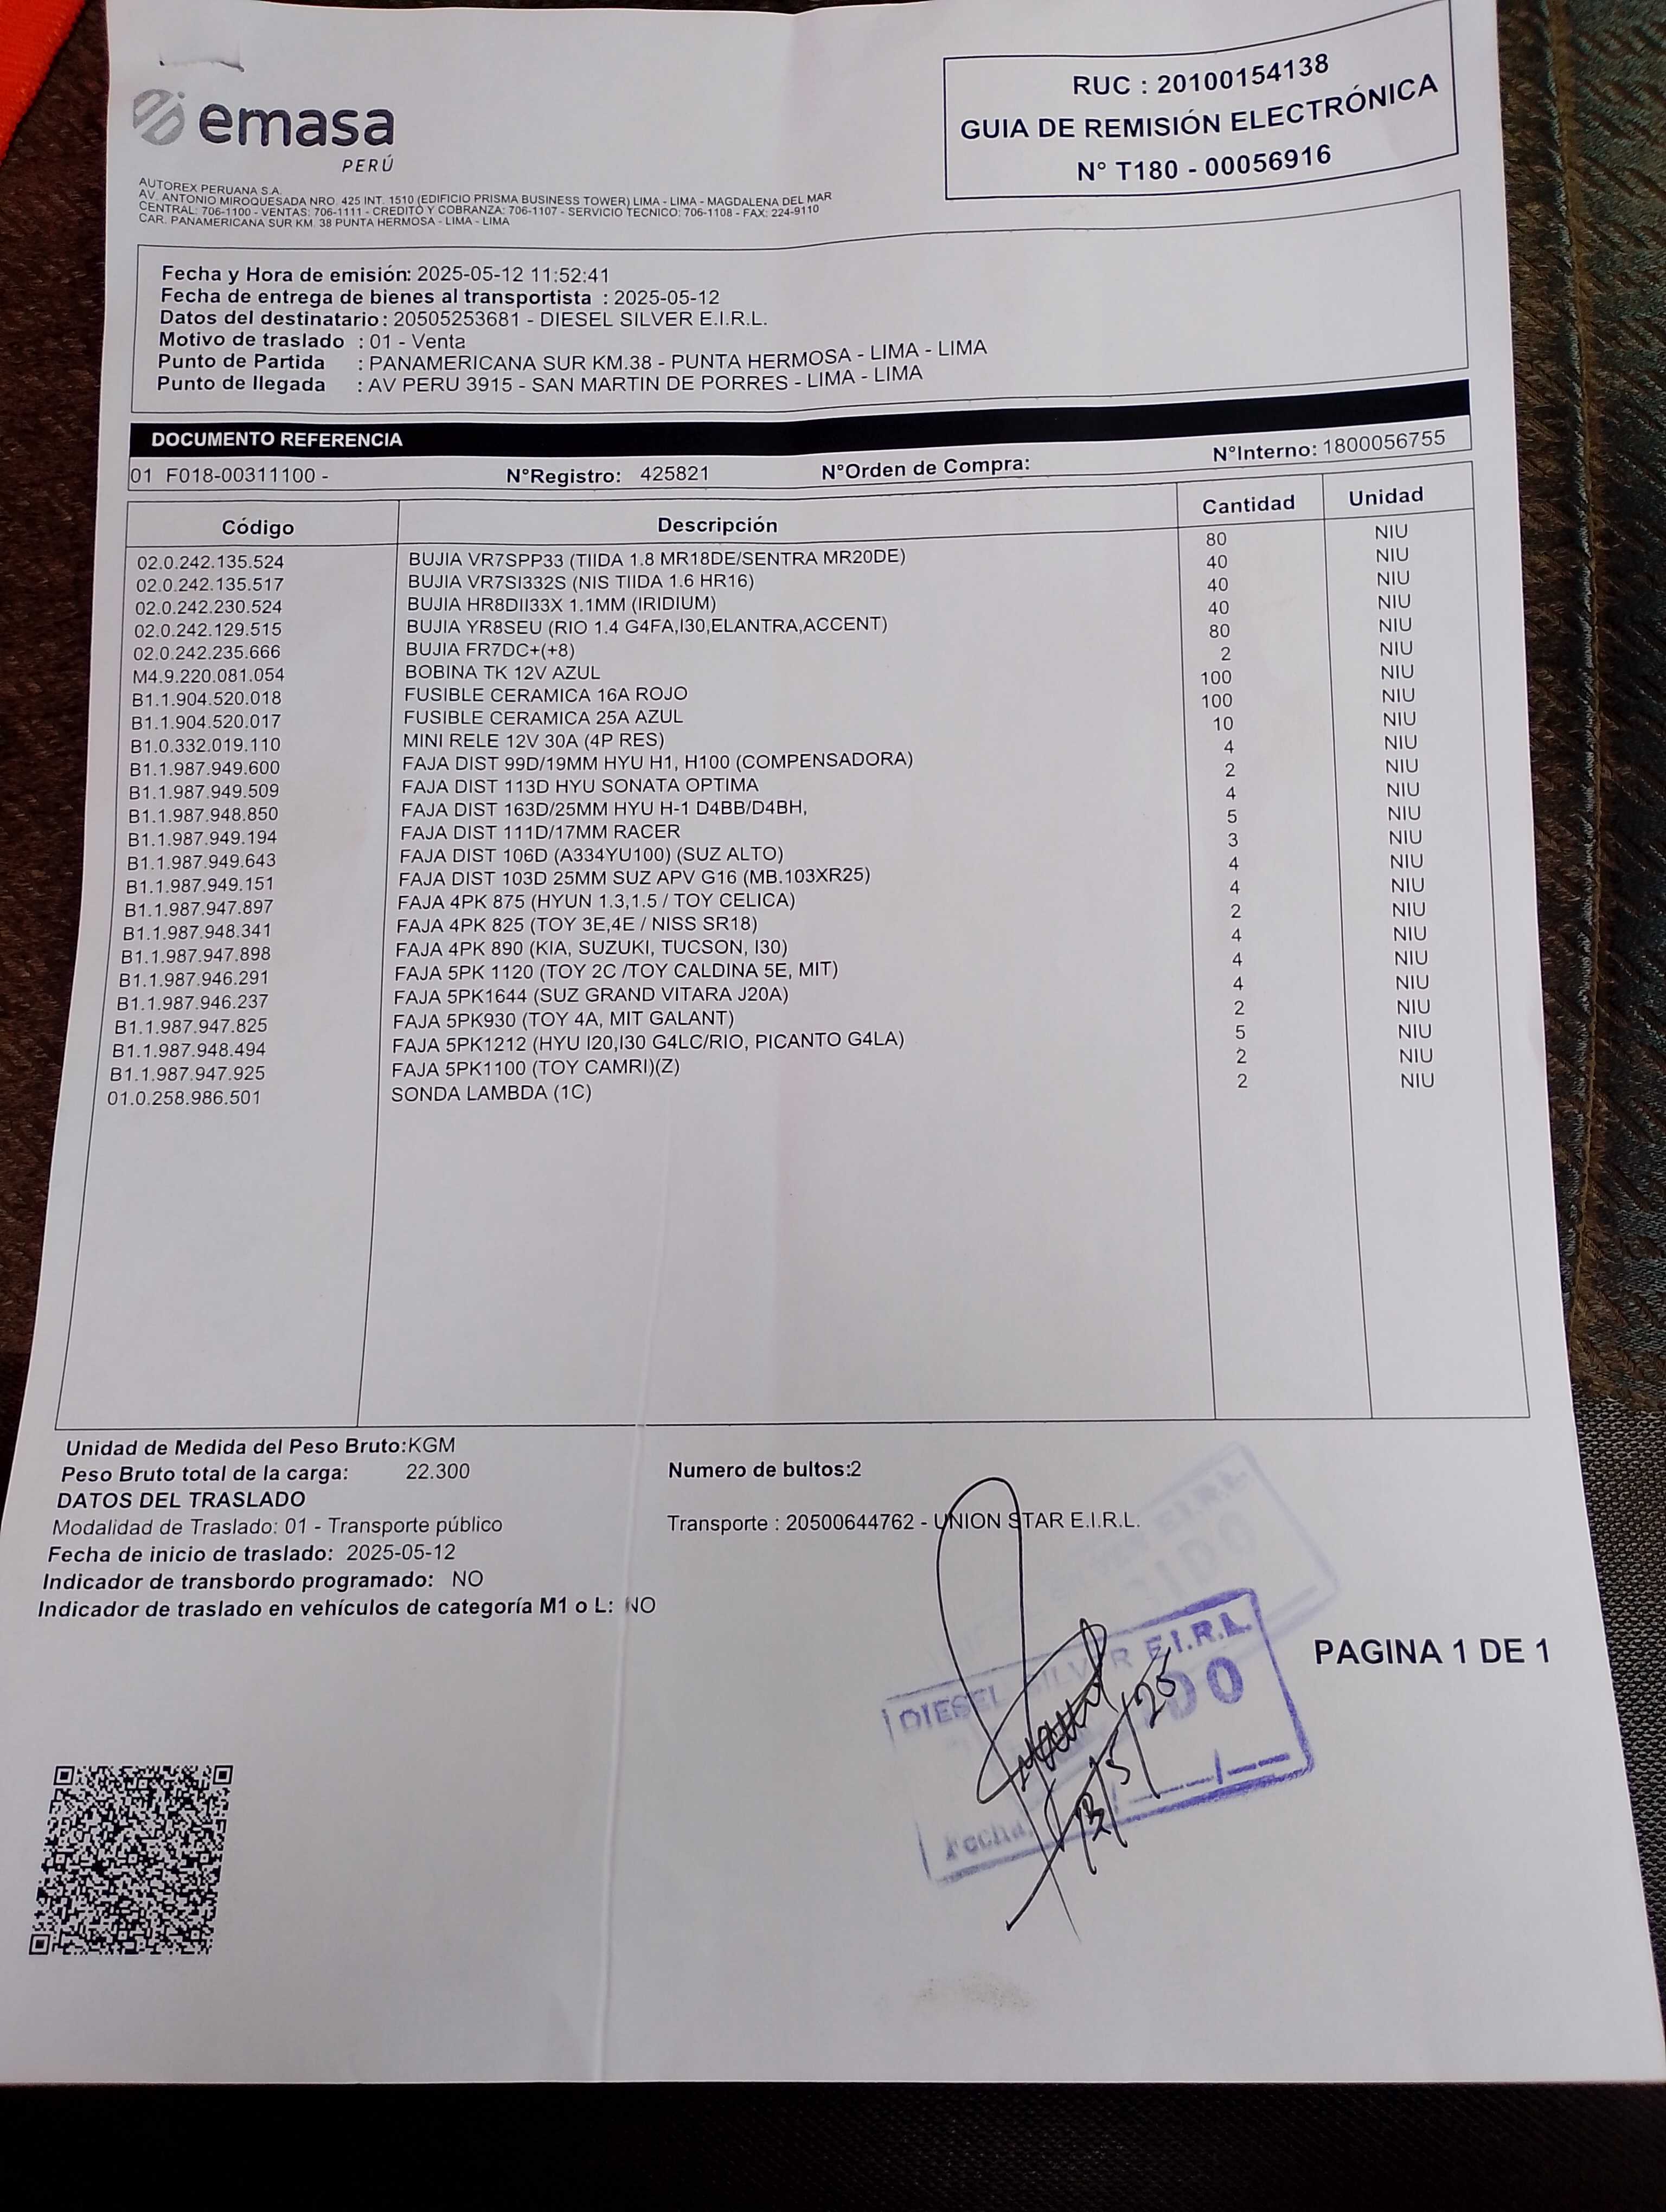 emasa
PERÚ
RUC : 20100154138
GUIA DE REMISIÓN ELECTRÓNICA
N° T180 - 00056916
AUTOREX PERUANA S.A.
AV. ANTONIO MIROQUESADA NRO. 425 INT. 1510 (EDIFICIO PRISMA BUSINESS TOWER) LIMA - LIMA - MAGDALENA DEL MAR
CENTRAL: 706-1100 - VENTAS: 706-1111 - CREDITO Y COBRANZA: 706-1107 - SERVICIO TECNICO: 706-1108 - FAX: 224-9110
CAR. PANAMERICANA SUR KM. 38 PUNTA HERMOSA - LIMA - LIMA
Fecha y Hora de emisión: 2025-05-12 11:52:41
Fecha de entrega de bienes al transportista : 2025-05-12
Datos del destinatario: 20505253681 - DIESEL SILVER E.I.R.L.
Motivo de traslado : 01 - Venta
Punto de Partida : PANAMERICANA SUR KM.38 - PUNTA HERMOSA - LIMA - LIMA
Punto de llegada : AV PERU 3915 - SAN MARTIN DE PORRES - LIMA - LIMA
DOCUMENTO REFERENCIA
01 F018-00311100 - N°Registro: 425821 N°Orden de Compra: N°Interno: 1800056755
Código Descripción Cantidad Unidad
02.0.242.135.524 BUJIA VR7SPP33 (TIIDA 1.8 MR18DE/SENTRA MR20DE) 80 NIU
02.0.242.135.517 BUJIA VR7SI332S (NIS TIIDA 1.6 HR16) 40 NIU
02.0.242.230.524 BUJIA HR8DII33X 1.1MM (IRIDIUM) 40 NIU
02.0.242.129.515 BUJIA YR8SEU (RIO 1.4 G4FA,I30,ELANTRA,ACCENT) 40 NIU
02.0.242.235.666 BUJIA FR7DC+(+8) 80 NIU
M4.9.220.081.054 BOBINA TK 12V AZUL 2 NIU
B1.1.904.520.018 FUSIBLE CERAMICA 16A ROJO 100 NIU
B1.1.904.520.017 FUSIBLE CERAMICA 25A AZUL 100 NIU
B1.0.332.019.110 MINI RELE 12V 30A (4P RES) 10 NIU
B1.1.987.949.600 FAJA DIST 99D/19MM HYU H1, H100 (COMPENSADORA) 4 NIU
B1.1.987.949.509 FAJA DIST 113D HYU SONATA OPTIMA 2 NIU
B1.1.987.948.850 FAJA DIST 163D/25MM HYU H-1 D4BB/D4BH, 4 NIU
B1.1.987.949.194 FAJA DIST 111D/17MM RACER 5 NIU
B1.1.987.949.643 FAJA DIST 106D (A334YU100) (SUZ ALTO) 3 NIU
B1.1.987.949.151 FAJA DIST 103D 25MM SUZ APV G16 (MB.103XR25) 4 NIU
B1.1.987.947.897 FAJA 4PK 875 (HYUN 1.3,1.5 / TOY CELICA) 4 NIU
B1.1.987.948.341 FAJA 4PK 825 (TOY 3E,4E / NISS SR18) 2 NIU
B1.1.987.947.898 FAJA 4PK 890 (KIA, SUZUKI, TUCSON, I30) 4 NIU
B1.1.987.946.291 FAJA 5PK 1120 (TOY 2C /TOY CALDINA 5E, MIT) 4 NIU
B1.1.987.946.237 FAJA 5PK1644 (SUZ GRAND VITARA J20A) 4 NIU
B1.1.987.947.825 FAJA 5PK930 (TOY 4A, MIT GALANT) 2 NIU
B1.1.987.948.494 FAJA 5PK1212 (HYU I20,I30 G4LC/RIO, PICANTO G4LA) 5 NIU
B1.1.987.947.925 FAJA 5PK1100 (TOY CAMRI)(Z) 2 NIU
01.0.258.986.501 SONDA LAMBDA (1C) 2 NIU
Unidad de Medida del Peso Bruto:KGM
Peso Bruto total de la carga: 22.300 Numero de bultos:2
DATOS DEL TRASLADO
Modalidad de Traslado: 01 - Transporte público Transporte : 20500644762 - UNION STAR E.I.R.L.
Fecha de inicio de traslado: 2025-05-12
Indicador de transbordo programado: NO
Indicador de traslado en vehículos de categoría M1 o L: NO
PAGINA 1 DE 1
DIESEL SILVER E.I.R.L.
Fecha